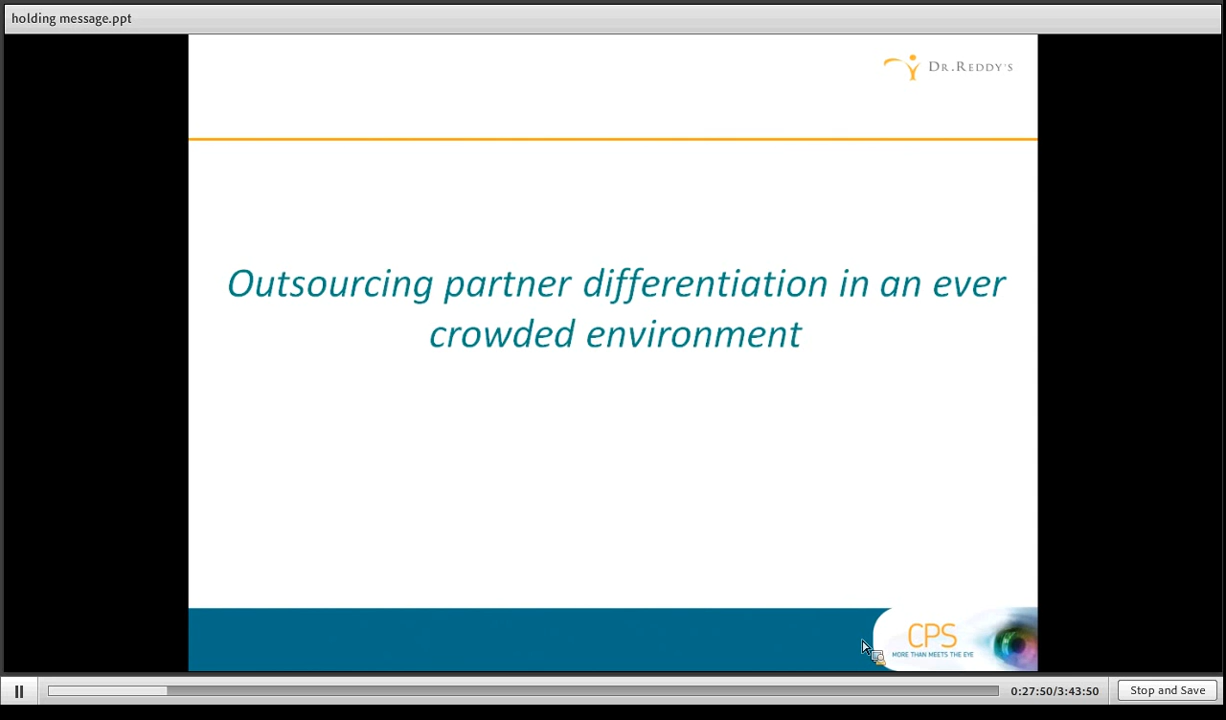 holding message.ppt
DR.REDDY'S
Outsourcing partner differentiation in an ever
crowded environment
CPS
MORE THAN MEETS THE EYE
0:27:50/3:43:50
Stop and Save